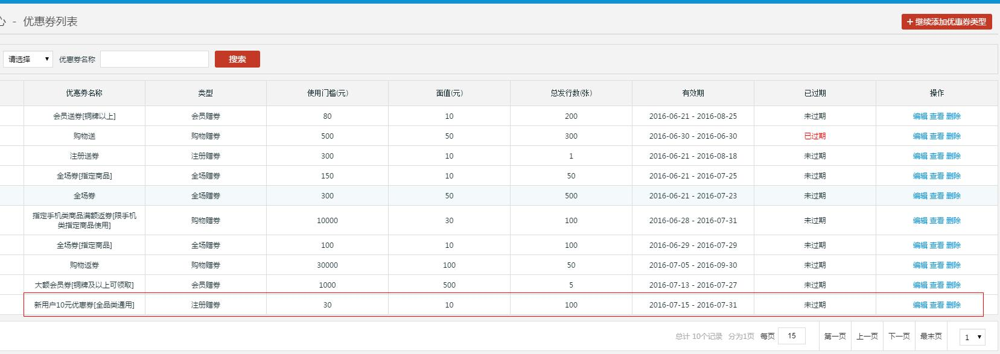 心 - 优惠券列表
+ 继续添加优惠券类型
请选择 优惠券名称 搜索
优惠券名称 类型 使用门槛(元) 面值(元) 总发行数(张) 有效期 已过期 操作
会员送券[铜牌以上] 会员赠券 80 10 200 2016-06-21 - 2016-08-25 未过期 编辑 查看 删除
购物送 购物赠券 500 50 300 2016-06-30 - 2016-06-30 已过期 编辑 查看 删除
注册送券 注册赠券 300 10 1 2016-06-21 - 2016-08-18 未过期 编辑 查看 删除
全场券[指定商品] 全场赠券 150 10 50 2016-06-21 - 2016-07-25 未过期 编辑 查看 删除
全场券 全场赠券 300 50 500 2016-06-21 - 2016-07-23 未过期 编辑 查看 删除
指定手机类商品满额返券[限手机
类指定商品使用] 购物赠券 10000 30 100 2016-06-28 - 2016-07-31 未过期 编辑 查看 删除
全场券[指定商品] 全场赠券 100 10 100 2016-06-29 - 2016-07-29 未过期 编辑 查看 删除
购物返券 购物赠券 30000 100 50 2016-07-05 - 2016-09-30 未过期 编辑 查看 删除
大额会员券[铜牌及以上可领取] 会员赠券 1000 500 5 2016-07-13 - 2016-07-27 未过期 编辑 查看 删除
新用户10元优惠券[全品类通用] 注册赠券 30 10 100 2016-07-15 - 2016-07-31 未过期 编辑 查看 删除
总计 10个记录 分为1页 每页 15 第一页 上一页 下一页 最末页 1